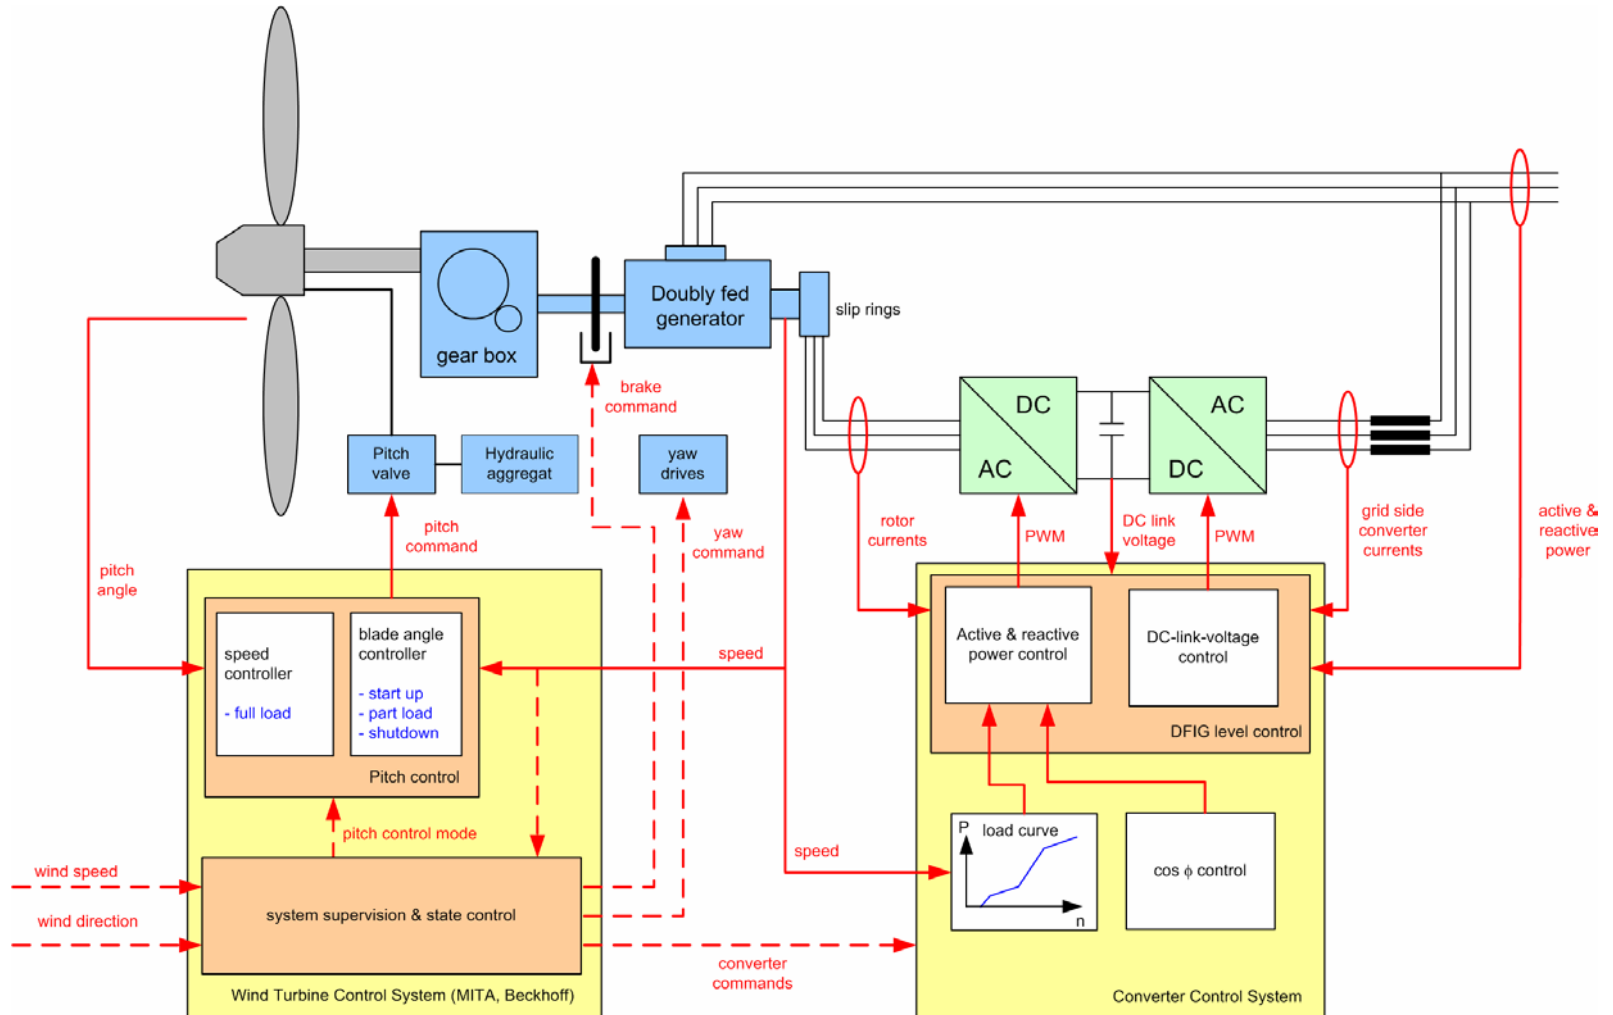 Doubly fed
generator
slip rings
gear box
brake
command
DC
AC
AC
DC
Pitch
valve
Hydraulic
aggregat
yaw
drives
pitch
command
yaw
command
rotor
currents
PWM
DC link
voltage
PWM
grid side
converter
currents
active &
reactive
power
pitch
angle
speed
controller
- full load
blade angle
controller
- start up
- part load
- shutdown
Pitch control
speed
Active & reactive
power control
DC-link-voltage
control
DFIG level control
pitch control mode
wind speed
wind direction
system supervision & state control
speed
P
load curve
n
cos ϕ control
converter
commands
Wind Turbine Control System (MITA, Beckhoff)
Converter Control System